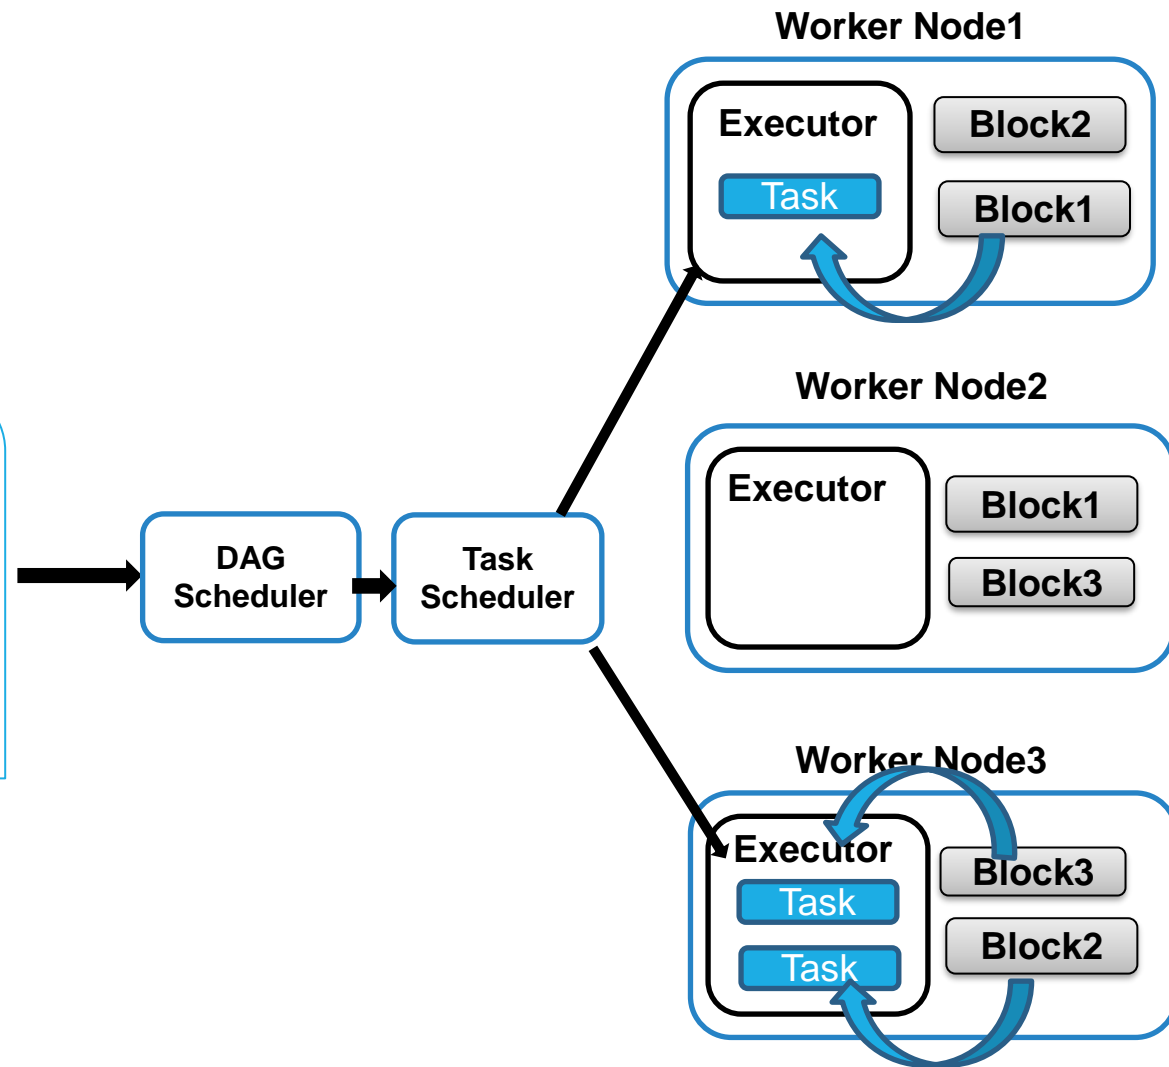 Worker Node1
Executor
Task
Block2
Block1
Worker Node2
Executor
Block1
Block3
DAG
Scheduler
Task
Scheduler
Worker Node3
Executor
Task
Task
Block3
Block2